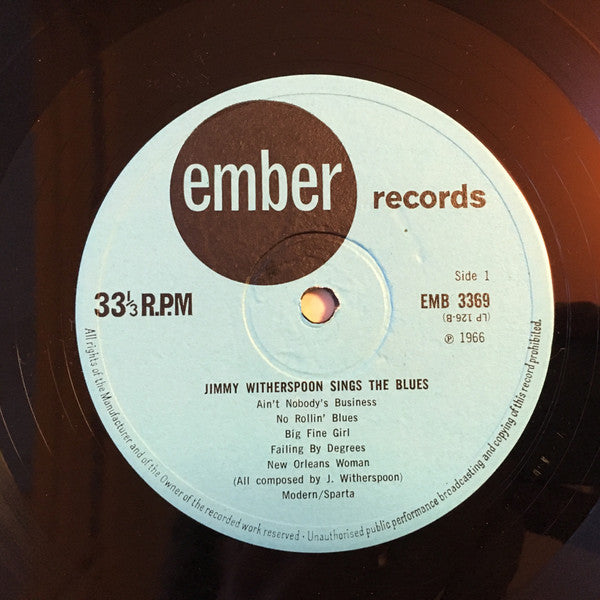 ember records
Side 1
33⅓ R.P.M
EMB 3369
(LP 126-B)
℗ 1966
JIMMY WITHERSPOON SINGS THE BLUES
Ain't Nobody's Business
No Rollin' Blues
Big Fine Girl
Failing By Degrees
New Orleans Woman
(All composed by J. Witherspoon)
Modern/Sparta
All rights of the Manufacturer and of the Owner of the recorded work reserved · Unauthorised public performance broadcasting and copying of this record prohibited.